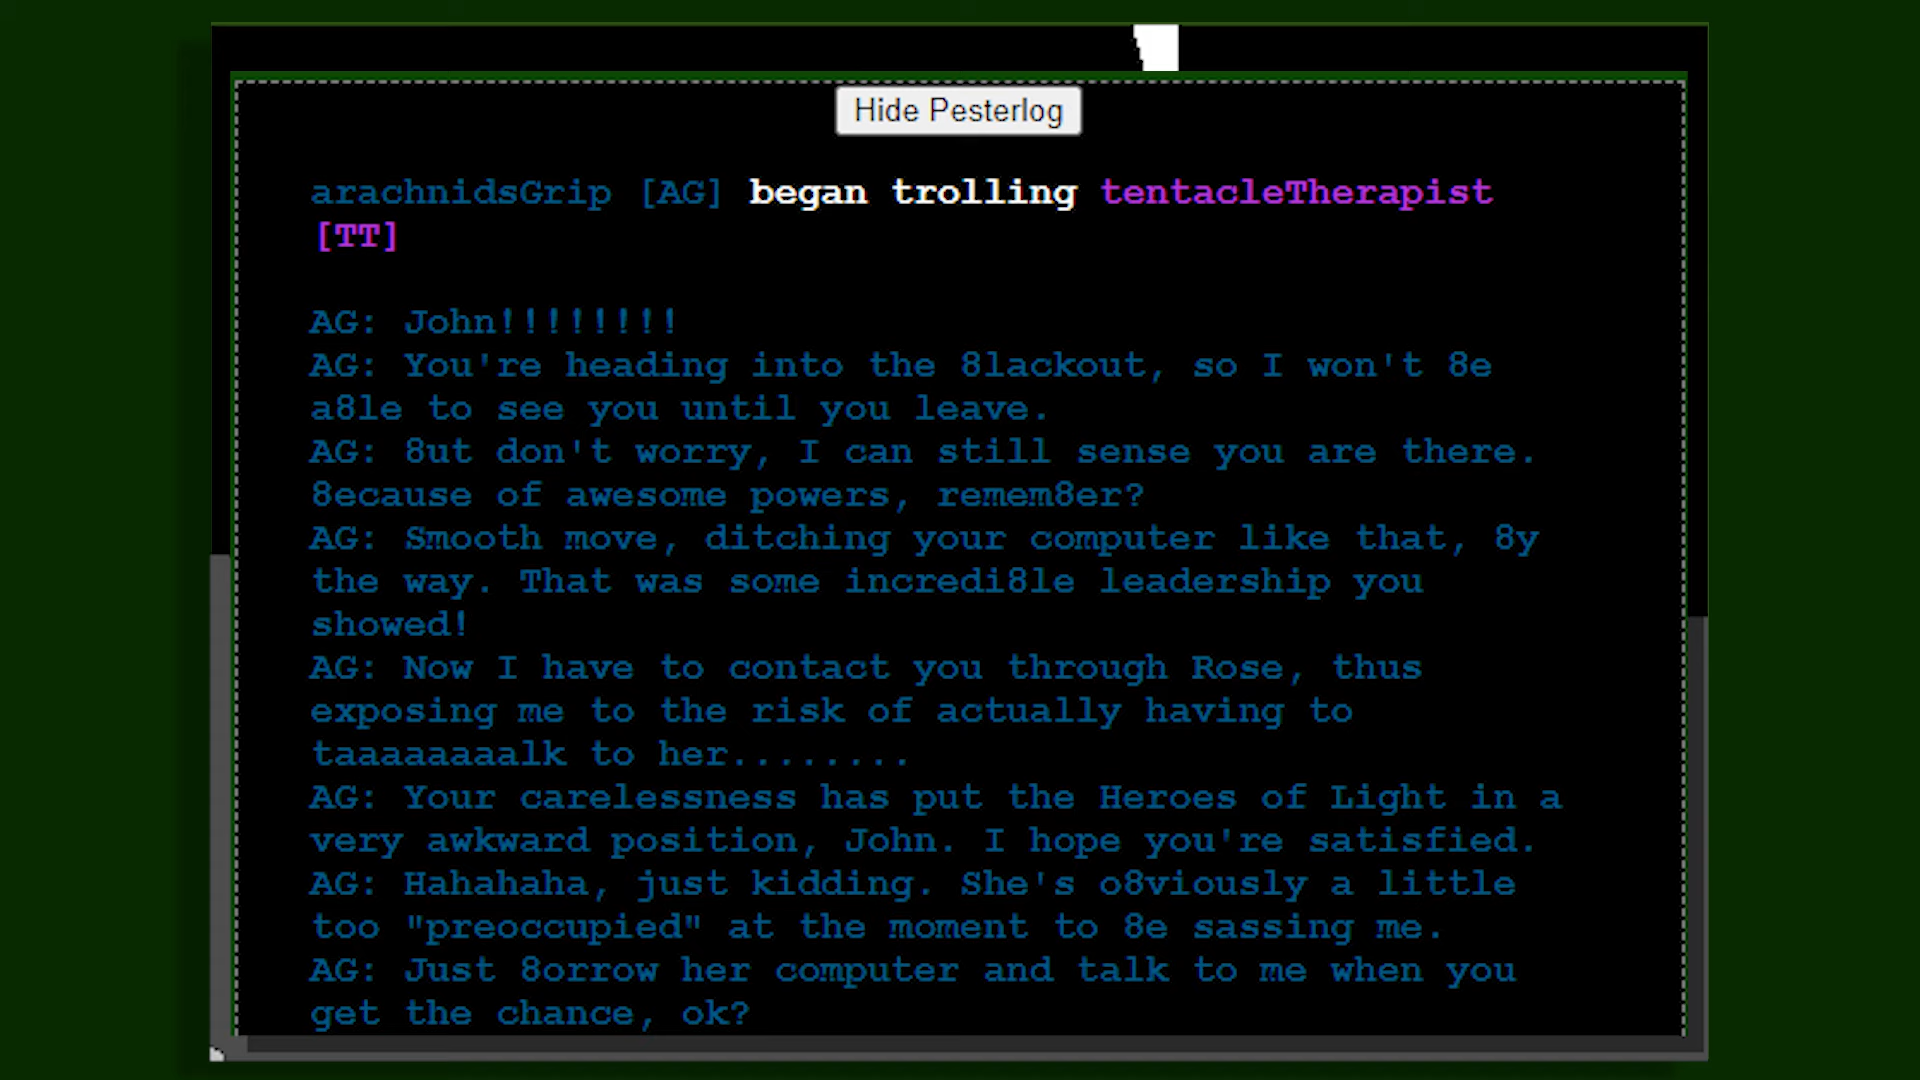 Hide Pesterlog
arachnidsGrip [AG] began trolling tentacleTherapist
[TT]
AG: John!!!!!!!!
AG: You're heading into the 8lackout, so I won't 8e
a8le to see you until you leave.
AG: 8ut don't worry, I can still sense you are there.
8ecause of awesome powers, remem8er?
AG: Smooth move, ditching your computer like that, 8y
the way. That was some incredi8le leadership you
showed!
AG: Now I have to contact you through Rose, thus
exposing me to the risk of actually having to
taaaaaaaalk to her........
AG: Your carelessness has put the Heroes of Light in a
very awkward position, John. I hope you're satisfied.
AG: Hahahaha, just kidding. She's o8viously a little
too "preoccupied" at the moment to 8e sassing me.
AG: Just 8orrow her computer and talk to me when you
get the chance, ok?